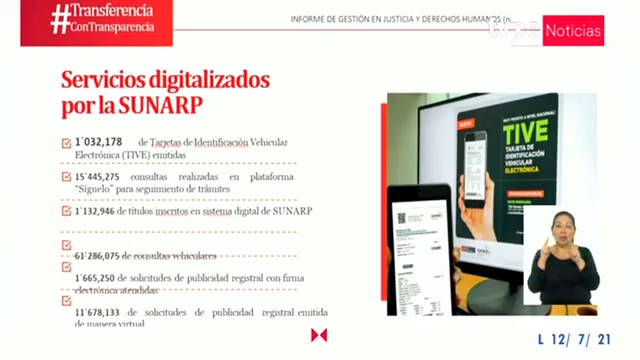 #Transferencia
ConTransparencia
INFORME DE GESTIÓN EN JUSTICIA Y DERECHOS HUMANOS
tvpe Noticias
Servicios digitalizados
por la SUNARP
1´032,178 de Tarjetas de Identificación Vehicular
Electrónica (TIVE) emitidas
15´445,275 consultas realizadas en plataforma
“Síguelo” para seguimiento de trámites
1´132,946 de títulos inscritos en sistema digital de SUNARP
61´286,075 de consultas vehiculares
1´665,250 de solicitudes de publicidad registral con firma
electrónica atendidas
11´678,133 de solicitudes de publicidad registral emitida
de manera virtual
TIVE
TARJETA DE
IDENTIFICACIÓN
VEHICULAR
ELECTRÓNICA
L 12/ 7/ 21